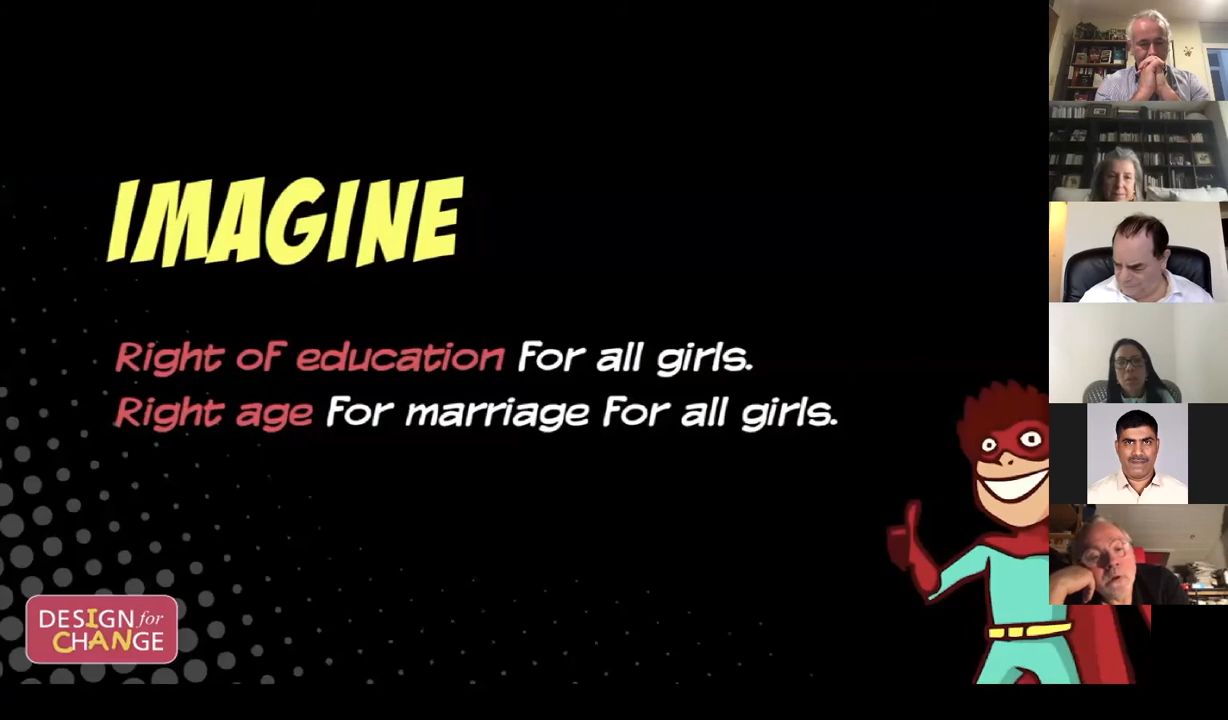 IMAGINE
Right of education for all girls.
Right age for marriage for all girls.
DESIGN for
CHANGE